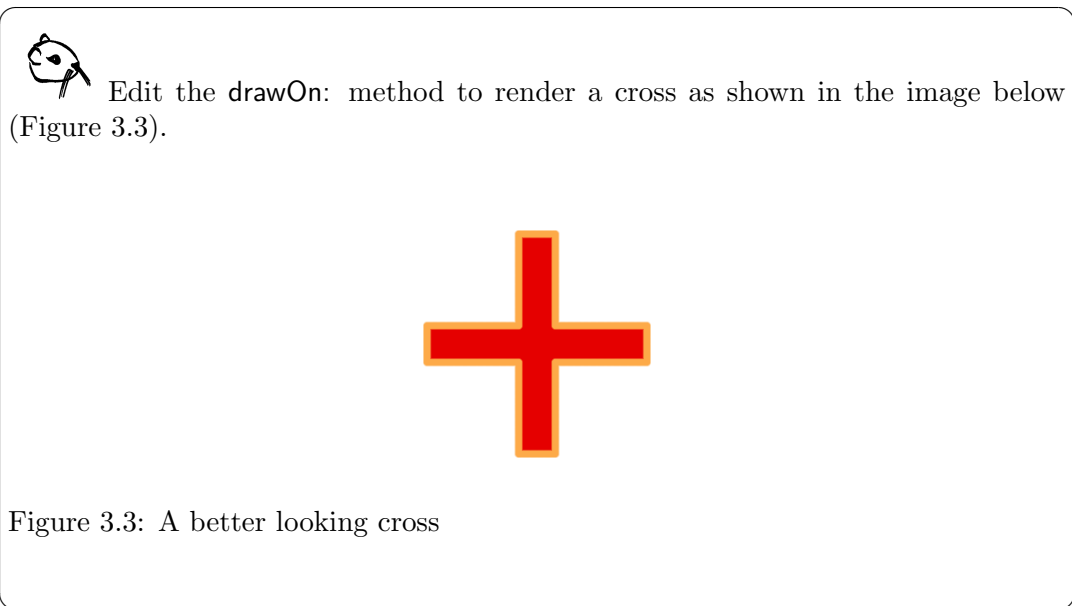 Edit the drawOn: method to render a cross as shown in the image below
(Figure 3.3).
Figure 3.3: A better looking cross